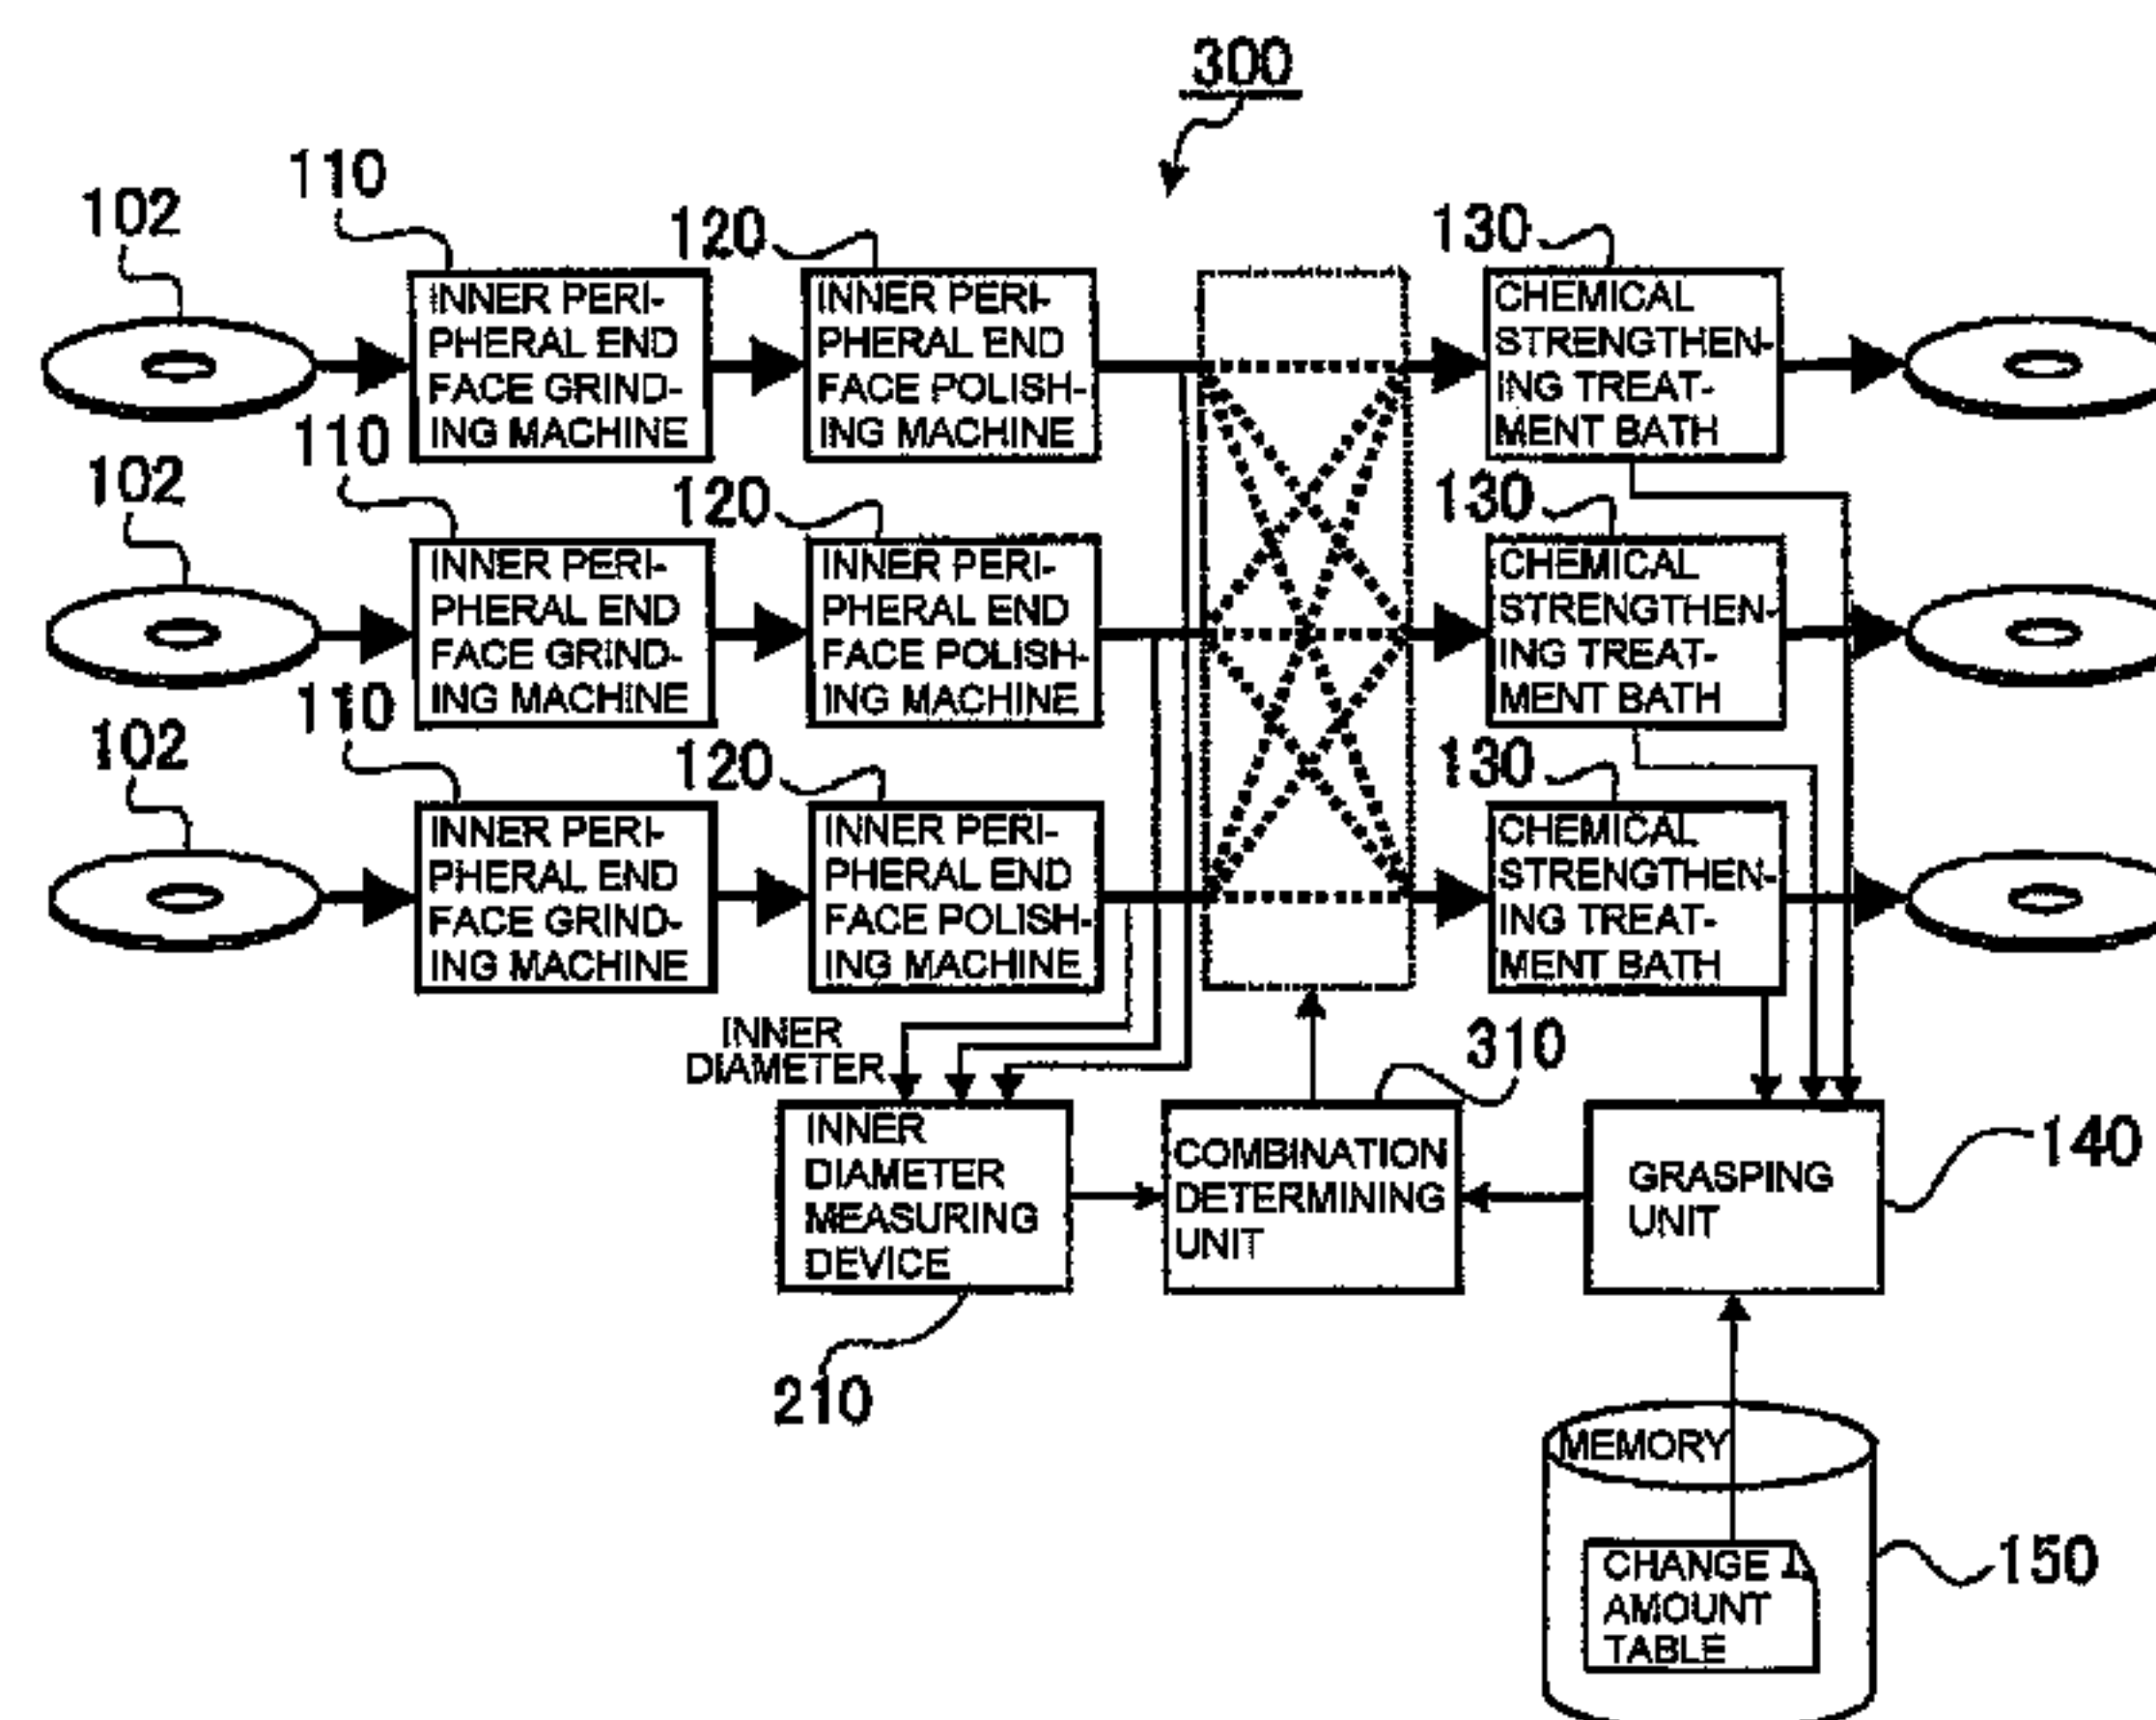 300
102
110
120
130
INNER PERI-
PHERAL END
FACE GRIND-
ING MACHINE
INNER PERI-
PHERAL END
FACE POLISH-
ING MACHINE
CHEMICAL
STRENGTHEN-
ING TREAT-
MENT BATH
102
110
120
130
INNER PERI-
PHERAL END
FACE GRIND-
ING MACHINE
INNER PERI-
PHERAL END
FACE POLISH-
ING MACHINE
CHEMICAL
STRENGTHEN-
ING TREAT-
MENT BATH
102
110
120
130
INNER PERI-
PHERAL END
FACE GRIND-
ING MACHINE
INNER PERI-
PHERAL END
FACE POLISH-
ING MACHINE
CHEMICAL
STRENGTHEN-
ING TREAT-
MENT BATH
INNER
DIAMETER
310
INNER
DIAMETER
MEASURING
DEVICE
COMBINATION
DETERMINING
UNIT
GRASPING
UNIT
140
210
MEMORY
CHANGE
AMOUNT
TABLE
150